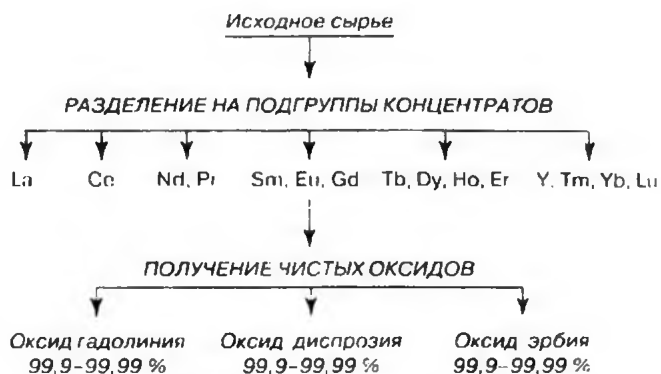 Исходное сырье
РАЗДЕЛЕНИЕ НА ПОДГРУППЫ КОНЦЕНТРАТОВ
La Ce Nd, Pr Sm, Eu, Gd Tb, Dy, Ho, Er Y, Tm, Yb, Lu
ПОЛУЧЕНИЕ ЧИСТЫХ ОКСИДОВ
Оксид гадолиния Оксид диспрозия Оксид эрбия
99,9–99,99 % 99,9–99,99 % 99,9–99,99 %